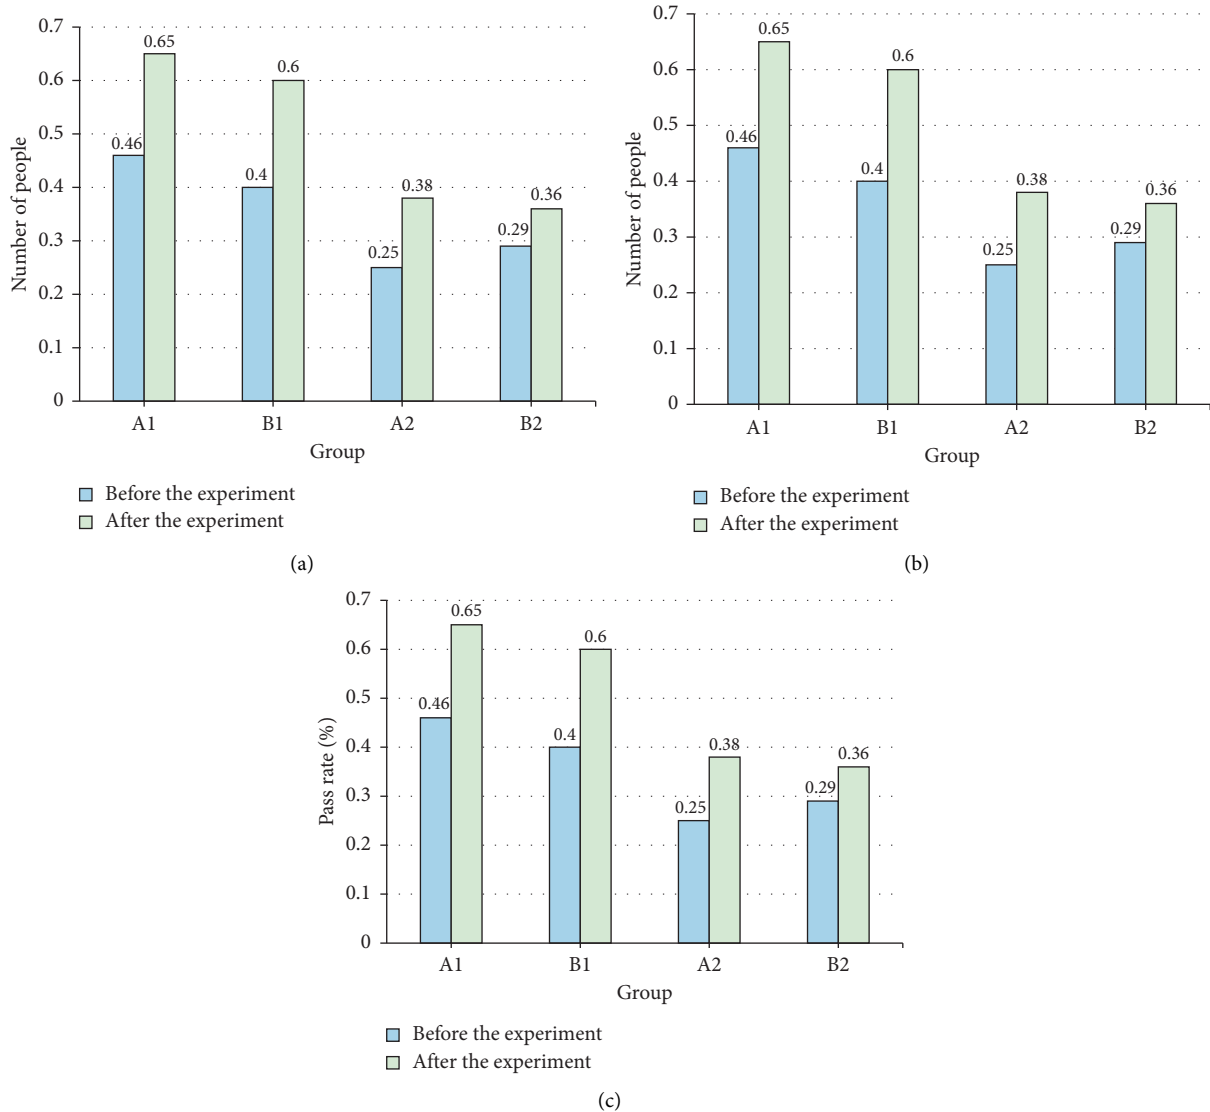 0.7
0.6
0.5
0.4
0.3
0.2
0.1
0
Number of people
0.46
0.65
0.4
0.6
0.25
0.38
0.29
0.36
A1
B1
A2
B2
Group
Before the experiment
After the experiment
(a)
0.7
0.6
0.5
0.4
0.3
0.2
0.1
0
Number of people
0.46
0.65
0.4
0.6
0.25
0.38
0.29
0.36
A1
B1
A2
B2
Group
Before the experiment
After the experiment
(b)
0.7
0.6
0.5
0.4
0.3
0.2
0.1
0
Pass rate (%)
0.46
0.65
0.4
0.6
0.25
0.38
0.29
0.36
A1
B1
A2
B2
Group
Before the experiment
After the experiment
(c)